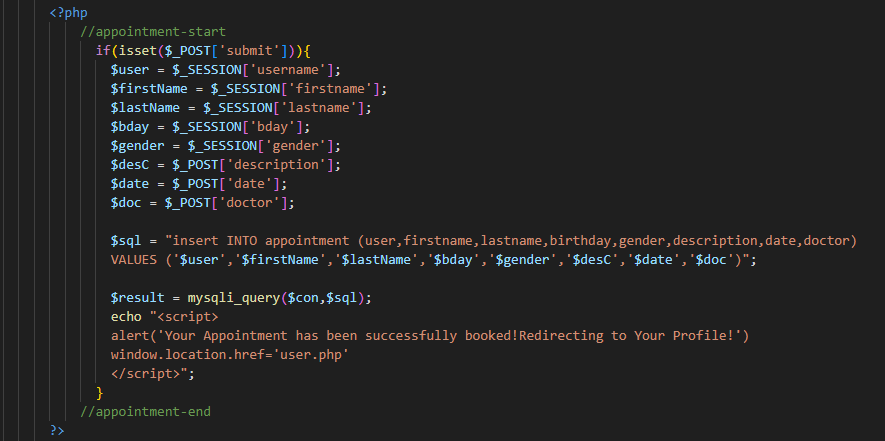 <?php
//appointment-start
if(isset($_POST['submit'])){
$user = $_SESSION['username'];
$firstName = $_SESSION['firstname'];
$lastName = $_SESSION['lastname'];
$bday = $_SESSION['bday'];
$gender = $_SESSION['gender'];
$desC = $_POST['description'];
$date = $_POST['date'];
$doc = $_POST['doctor'];
$sql = "insert INTO appointment (user,firstname,lastname,birthday,gender,description,date,doctor)
VALUES ('$user','$firstName','$lastName','$bday','$gender','$desC','$date','$doc')";
$result = mysqli_query($con,$sql);
echo "<script>
alert('Your Appointment has been successfully booked!Redirecting to Your Profile!')
window.location.href='user.php'
</script>";
}
//appointment-end
?>